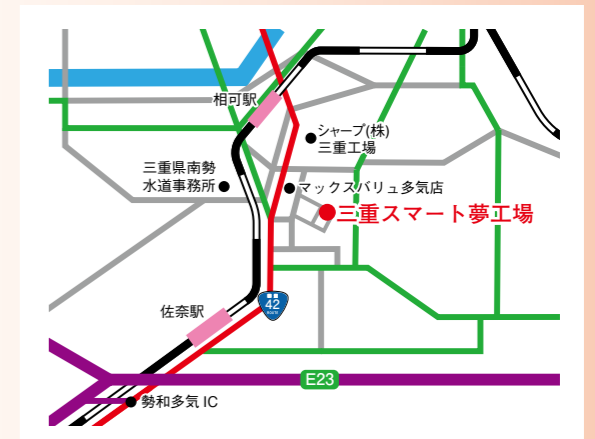 相可駅
シャープ(株)
三重工場
三重県南勢
水道事務所
マックスバリュ多気店
三重スマート夢工場
佐奈駅
42
ROUTE
E23
勢和多気 IC